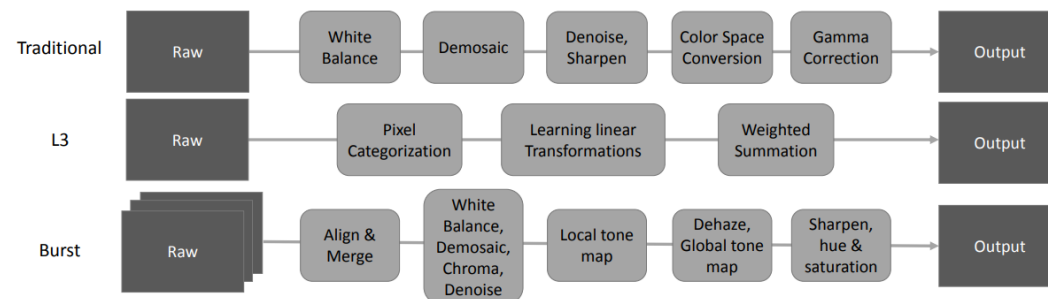 Traditional
Raw
White
Balance
Demosaic
Denoise,
Sharpen
Color Space
Conversion
Gamma
Correction
Output
L3
Raw
Pixel
Categorization
Learning linear
Transformations
Weighted
Summation
Output
Burst
Raw
Align &
Merge
White
Balance,
Demosaic,
Chroma,
Denoise
Local tone
map
Dehaze,
Global tone
map
Sharpen,
hue &
saturation
Output